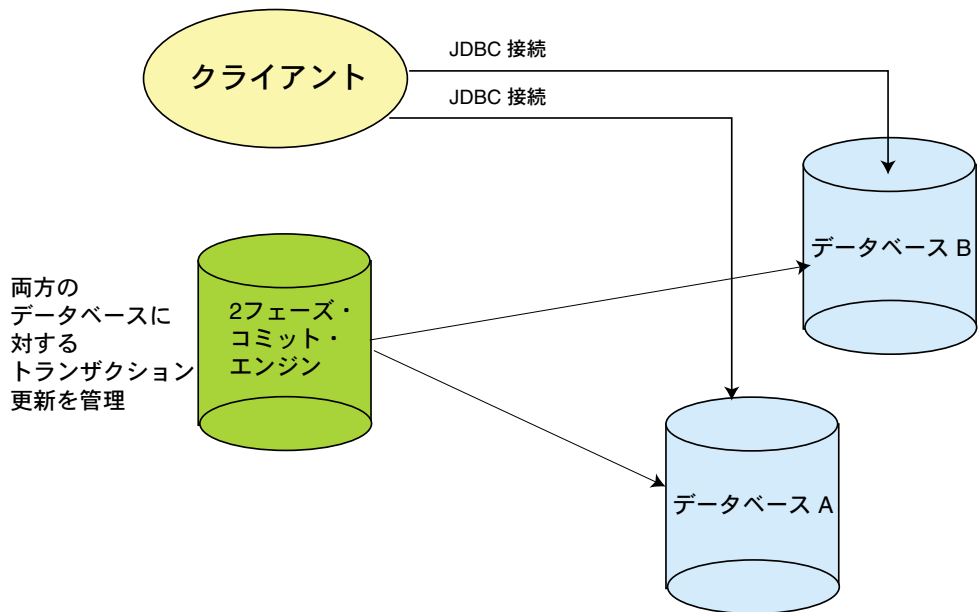 JDBC 接続
クライアント
JDBC 接続
データベース B
両方の
データベースに
対する
トランザクション
更新を管理
2フェーズ・
コミット・
エンジン
データベース A